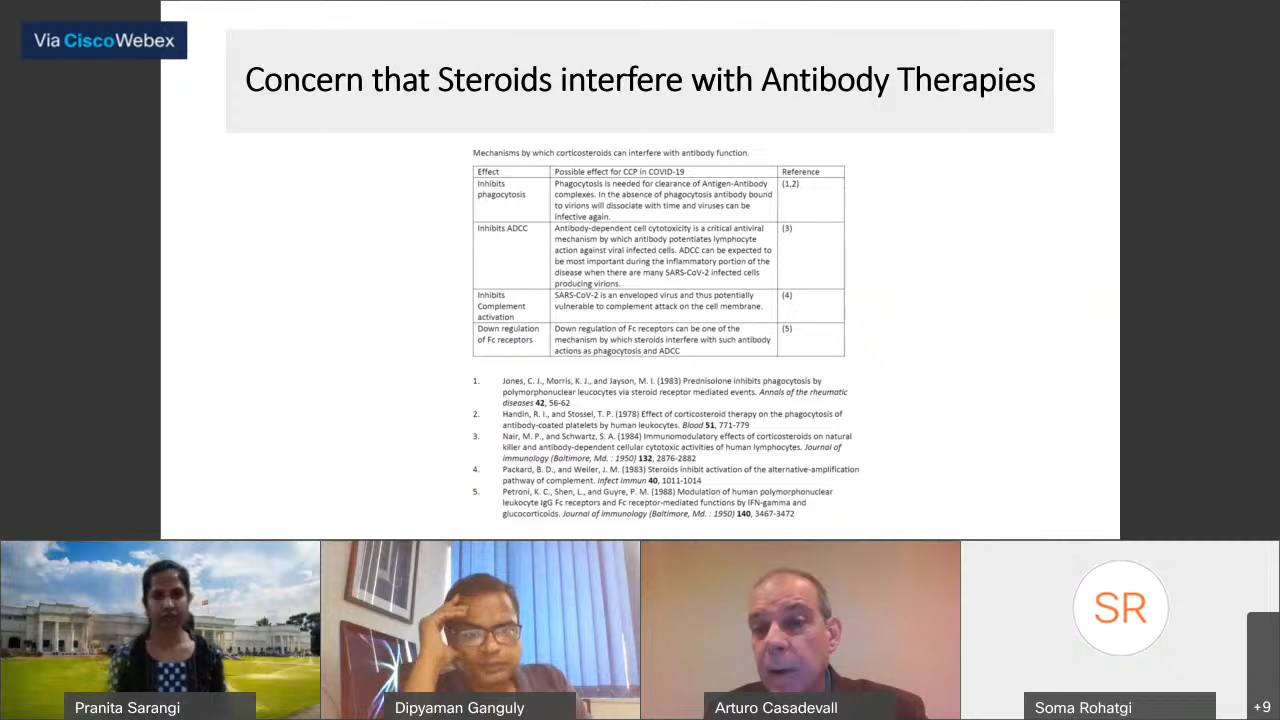 Via Cisco Webex
Concern that Steroids interfere with Antibody Therapies
Mechanisms by which corticosteroids can interfere with antibody function.
Effect Possible effect for CCP in COVID-19 Reference
Inhibits Phagocytosis is needed for clearance of Antigen-Antibody (1,2)
phagocytosis complexes. In the absence of phagocytosis antibody bound
to virions will dissociate with time and viruses can be
infective again.
Inhibits ADCC Antibody-dependent cell cytotoxicity is a critical antiviral (3)
mechanism by which antibody potentiates lymphocyte
action against viral infected cells. ADCC can be expected to
be most important during the inflammatory portion of the
disease when there are many SARS-CoV-2 infected cells
producing virions.
Inhibits SARS-CoV-2 is an enveloped virus and thus potentially (4)
Complement vulnerable to complement attack on the cell membrane.
activation
Down regulation Down regulation of Fc receptors can be one of the (5)
of Fc receptors mechanism by which steroids interfere with such antibody
actions as phagocytosis and ADCC
1. Jones, C. J., Morris, K. J., and Jayson, M. I. (1983) Prednisolone inhibits phagocytosis by
polymorphonuclear leucocytes via steroid receptor mediated events. Annals of the rheumatic
diseases 42, 56-62
2. Handin, R. I., and Stossel, T. P. (1978) Effect of corticosteroid therapy on the phagocytosis of
antibody-coated platelets by human leukocytes. Blood 51, 771-779
3. Nair, M. P., and Schwartz, S. A. (1984) Immunomodulatory effects of corticosteroids on natural
killer and antibody-dependent cellular cytotoxic activities of human lymphocytes. Journal of
immunology (Baltimore, Md. : 1950) 132, 2876-2882
4. Packard, B. D., and Weiler, J. M. (1983) Steroids inhibit activation of the alternative-amplification
pathway of complement. Infect Immun 40, 1011-1014
5. Petroni, K. C., Shen, L., and Guyre, P. M. (1988) Modulation of human polymorphonuclear
leukocyte IgG Fc receptors and Fc receptor-mediated functions by IFN-gamma and
glucocorticoids. Journal of immunology (Baltimore, Md. : 1950) 140, 3467-3472
SR
Pranita Sarangi Dipyaman Ganguly Arturo Casadevall Soma Rohatgi +9